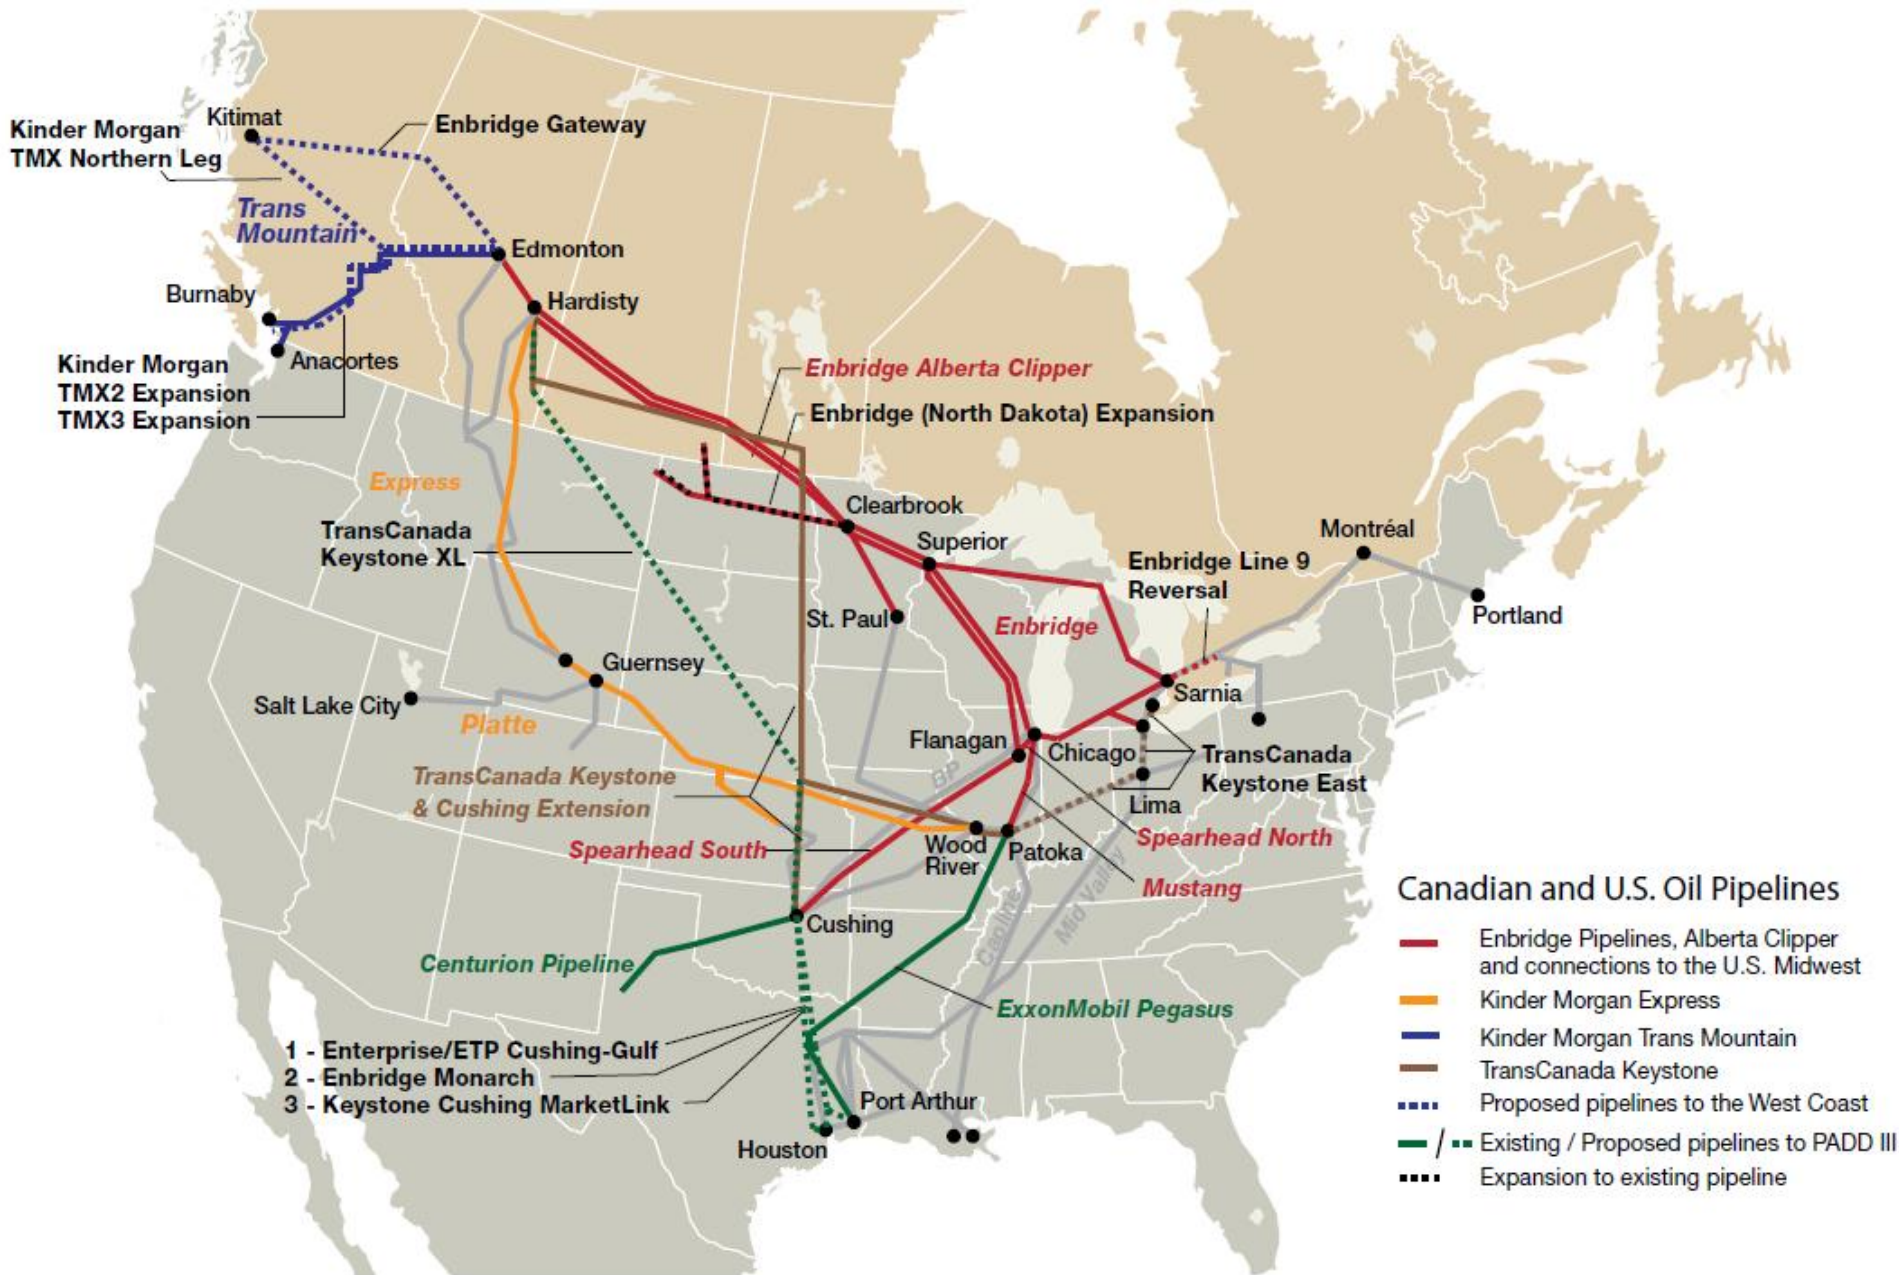 Kitimat
Kinder Morgan
TMX Northern Leg
Enbridge Gateway
Trans
Mountain
Edmonton
Burnaby
Hardisty
Anacortes
Kinder Morgan
TMX2 Expansion
TMX3 Expansion
Enbridge Alberta Clipper
Enbridge (North Dakota) Expansion
Express
TransCanada
Keystone XL
Clearbrook
Superior
Montréal
Enbridge Line 9
Reversal
St. Paul
Enbridge
Portland
Guernsey
Salt Lake City
Platte
Sarnia
Flanagan
Chicago
TransCanada
Keystone East
BP
TransCanada Keystone
& Cushing Extension
Lima
Spearhead South
Wood
River
Patoka
Spearhead North
Mustang
Cushing
Capline
Mid Valley
Centurion Pipeline
ExxonMobil Pegasus
1 - Enterprise/ETP Cushing-Gulf
2 - Enbridge Monarch
3 - Keystone Cushing MarketLink
Port Arthur
Houston
Canadian and U.S. Oil Pipelines
Enbridge Pipelines, Alberta Clipper
and connections to the U.S. Midwest
Kinder Morgan Express
Kinder Morgan Trans Mountain
TransCanada Keystone
Proposed pipelines to the West Coast
/ Existing / Proposed pipelines to PADD III
Expansion to existing pipeline